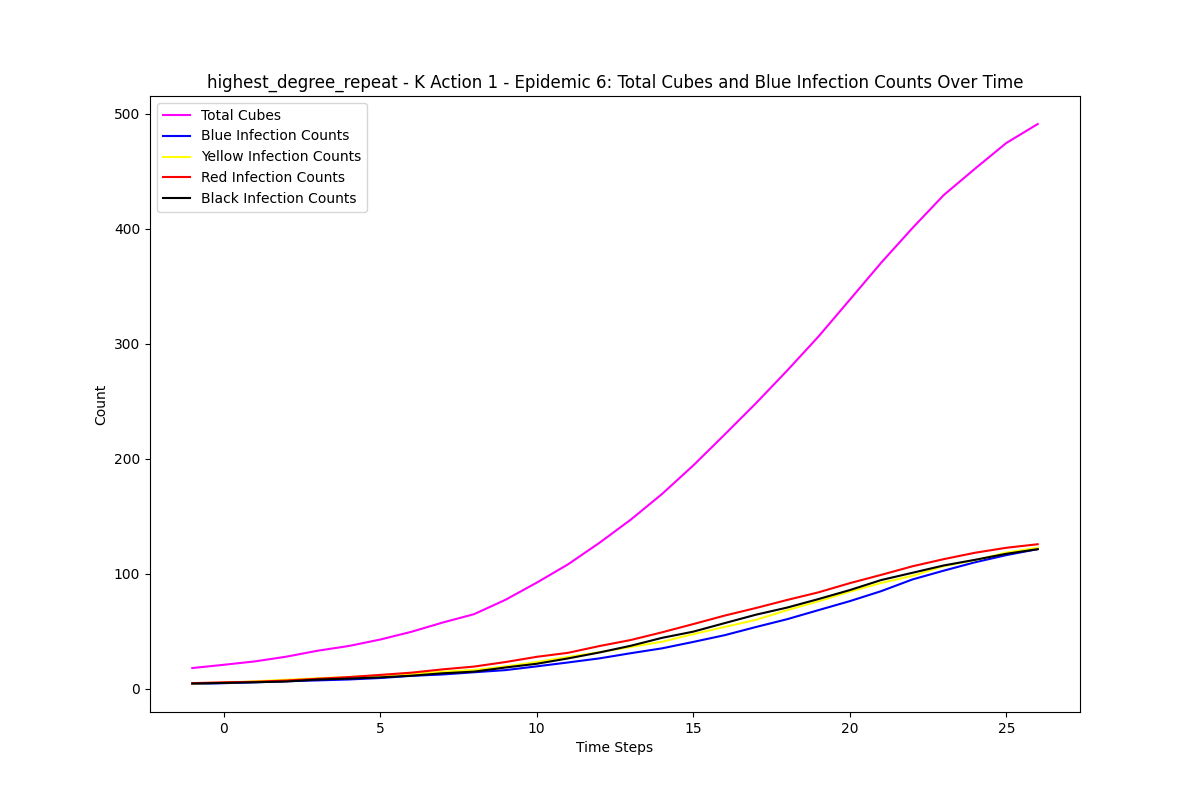 highest_degree_repeat - K Action 1 - Epidemic 6: Total Cubes and Blue Infection Counts Over Time
Total Cubes
Blue Infection Counts
Yellow Infection Counts
Red Infection Counts
Black Infection Counts
500
400
300
200
100
0
Count
0 5 10 15 20 25
Time Steps